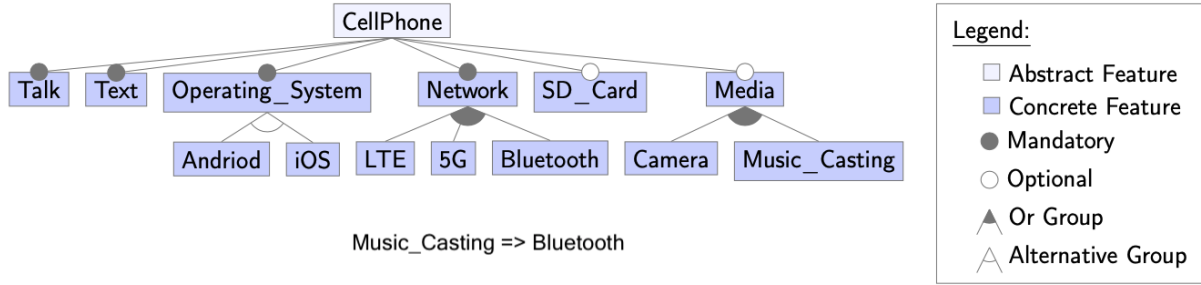 CellPhone
Talk Text Operating_System Network SD_Card Media
Andriod iOS LTE 5G Bluetooth Camera Music_Casting
Music_Casting => Bluetooth
Legend:
Abstract Feature
Concrete Feature
Mandatory
Optional
Or Group
Alternative Group